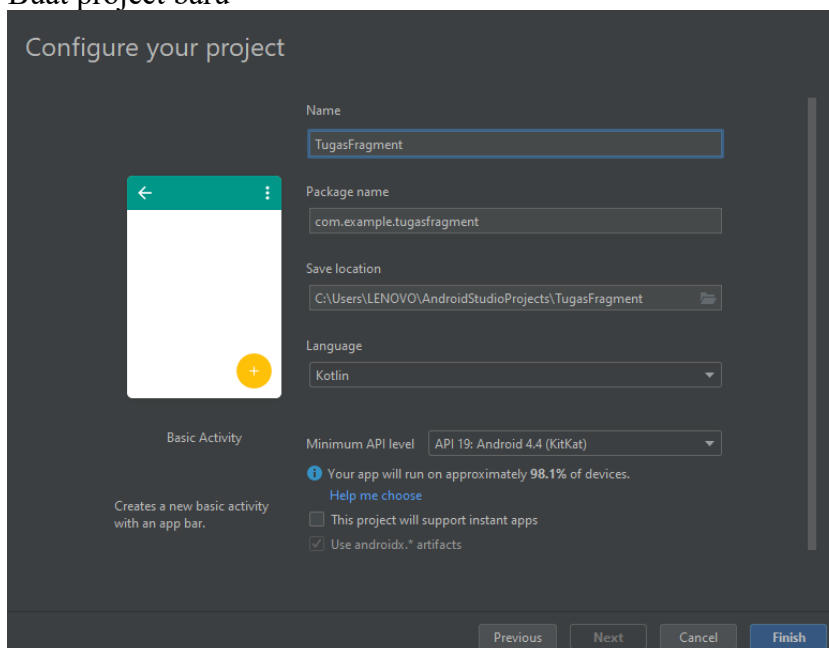 Buat project baru
Configure your project
Name
TugasFragment
Package name
com.example.tugasfragment
Save location
C:\Users\LENOVO\AndroidStudioProjects\TugasFragment
Language
Kotlin
Basic Activity
Minimum API level API 19: Android 4.4 (KitKat)
Your app will run on approximately 98.1% of devices.
Help me choose
Creates a new basic activity
with an app bar.
This project will support instant apps
Use androidx.* artifacts
Previous Next Cancel Finish